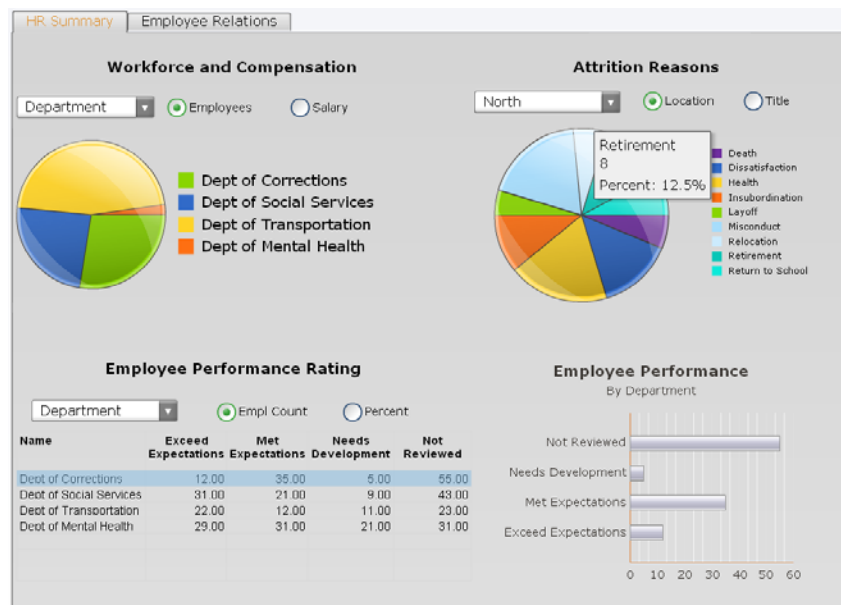 HR Summary
Employee Relations
Workforce and Compensation
Department
Employees
Salary
Dept of Corrections
Dept of Social Services
Dept of Transportation
Dept of Mental Health
Attrition Reasons
North
Location
Title
Retirement
8
Percent: 12.5%
Death
Dissatisfaction
Health
Insubordination
Layoff
Misconduct
Relocation
Retirement
Return to School
Employee Performance Rating
Department
Empl Count
Percent
Name Exceed Expectations Met Expectations Needs Development Not Reviewed
Dept of Corrections 12.00 35.00 5.00 55.00
Dept of Social Services 31.00 21.00 9.00 43.00
Dept of Transportation 22.00 12.00 11.00 23.00
Dept of Mental Health 29.00 31.00 21.00 31.00
Employee Performance
By Department
Not Reviewed
Needs Development
Met Expectations
Exceed Expectations
0 10 20 30 40 50 60